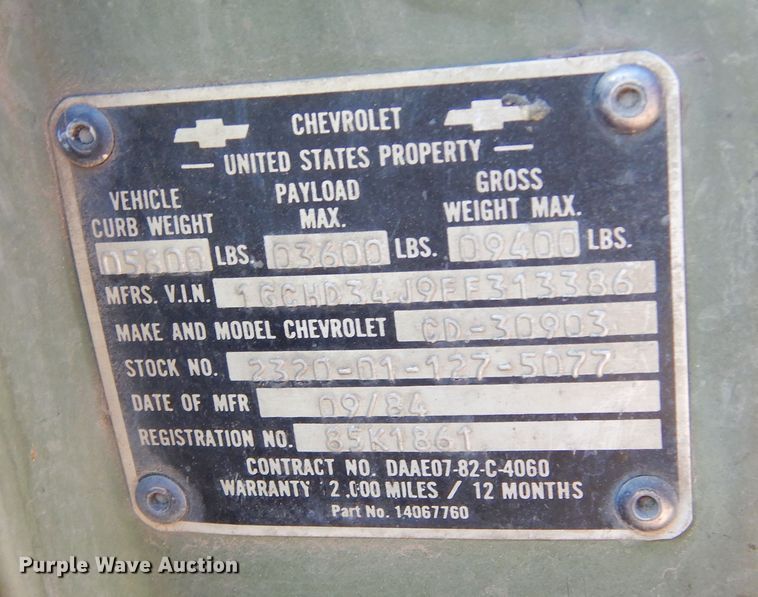 CHEVROLET
— UNITED STATES PROPERTY —
VEHICLE CURB WEIGHT 05800 LBS. PAYLOAD MAX. 03600 LBS. GROSS WEIGHT MAX. 09400 LBS.
MFRS. V.I.N. 1GCHD34J9EF313386
MAKE AND MODEL CHEVROLET CD-30903
STOCK NO. 2320-01-127-5077
DATE OF MFR 09/84
REGISTRATION NO. 85K1861
CONTRACT NO. DAAE07-82-C-4060
WARRANTY 12,000 MILES / 12 MONTHS
Part No. 14067760
Purple Wave Auction